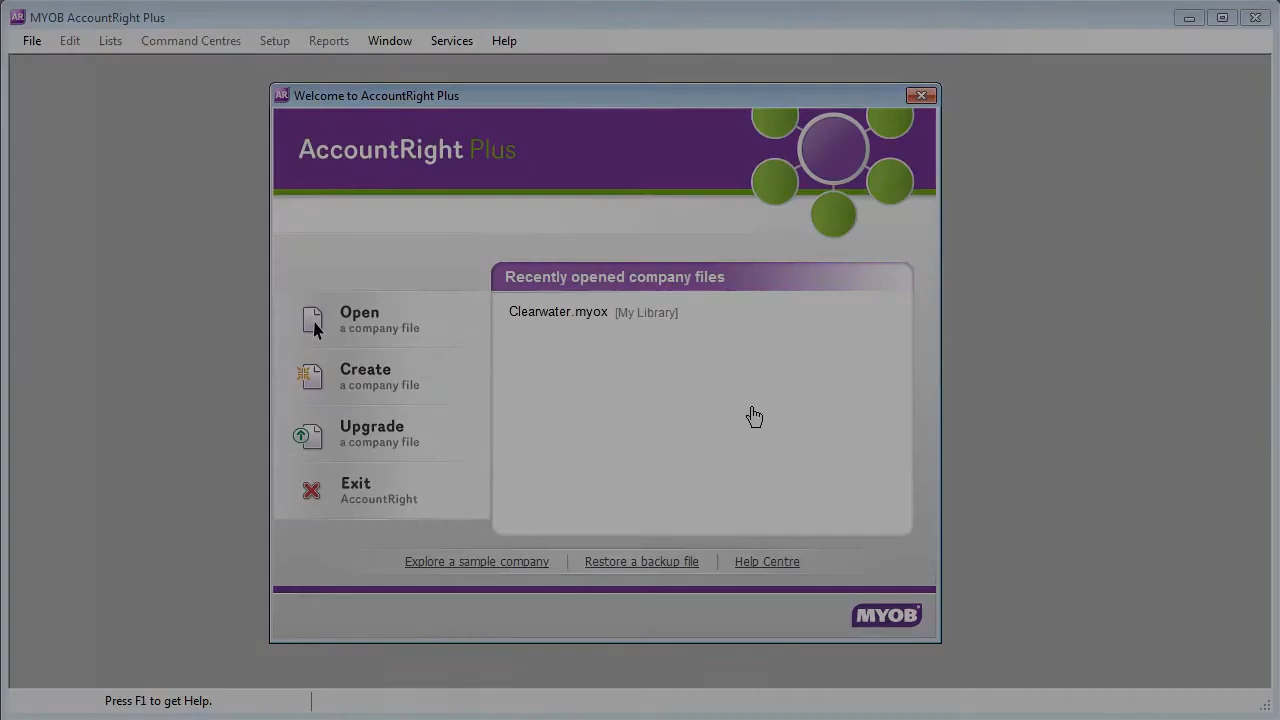 AR MYOB AccountRight Plus
File Edit Lists Command Centres Setup Reports Window Services Help
AR Welcome to AccountRight Plus
AccountRight Plus
Recently opened company files
Clearwater.myox [My Library]
Open
a company file
Create
a company file
Upgrade
a company file
Exit
AccountRight
Explore a sample company
Restore a backup file
Help Centre
MYOB
Press F1 to get Help.